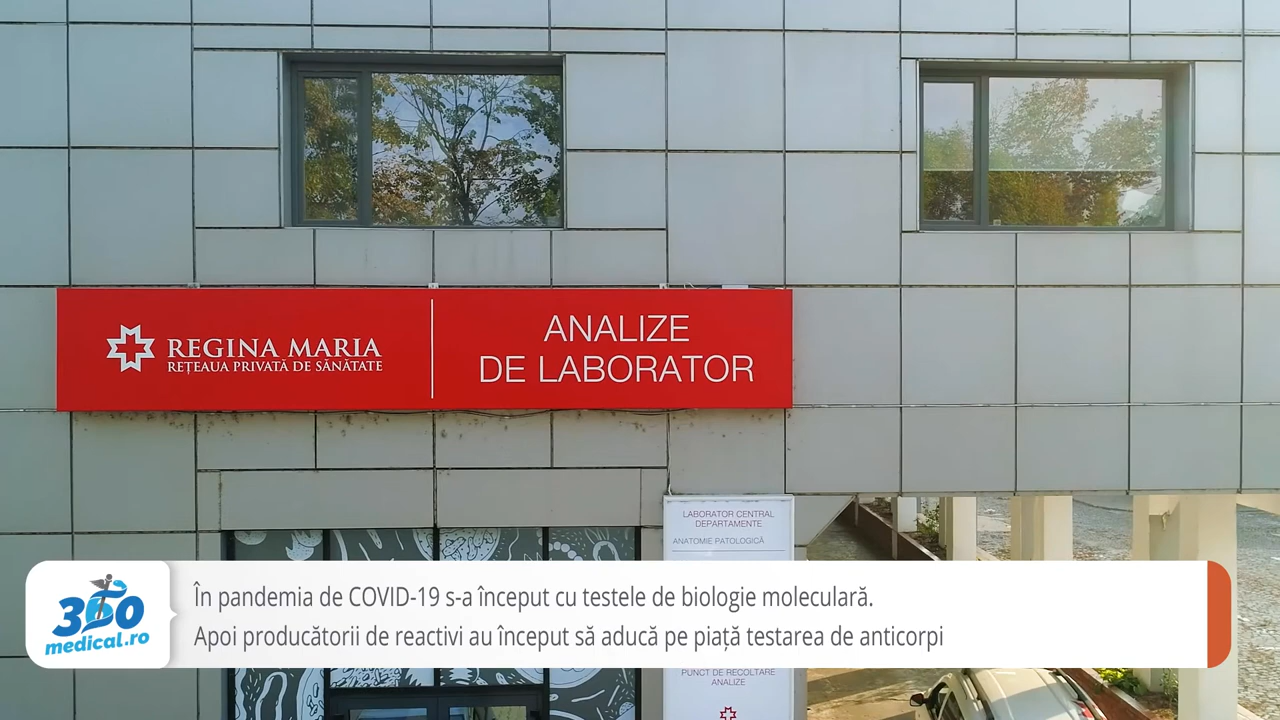 REGINA MARIA
REȚEAUA PRIVATĂ DE SĂNĂTATE
ANALIZE
DE LABORATOR
LABORATOR CENTRAL
DEPARTAMENTE
ANATOMIE PATOLOGICĂ
360
medical.ro
În pandemia de COVID-19 s-a început cu testele de biologie moleculară.
Apoi producătorii de reactivi au început să aducă pe piață testarea de anticorpi
PUNCT DE RECOLTARE
ANALIZE